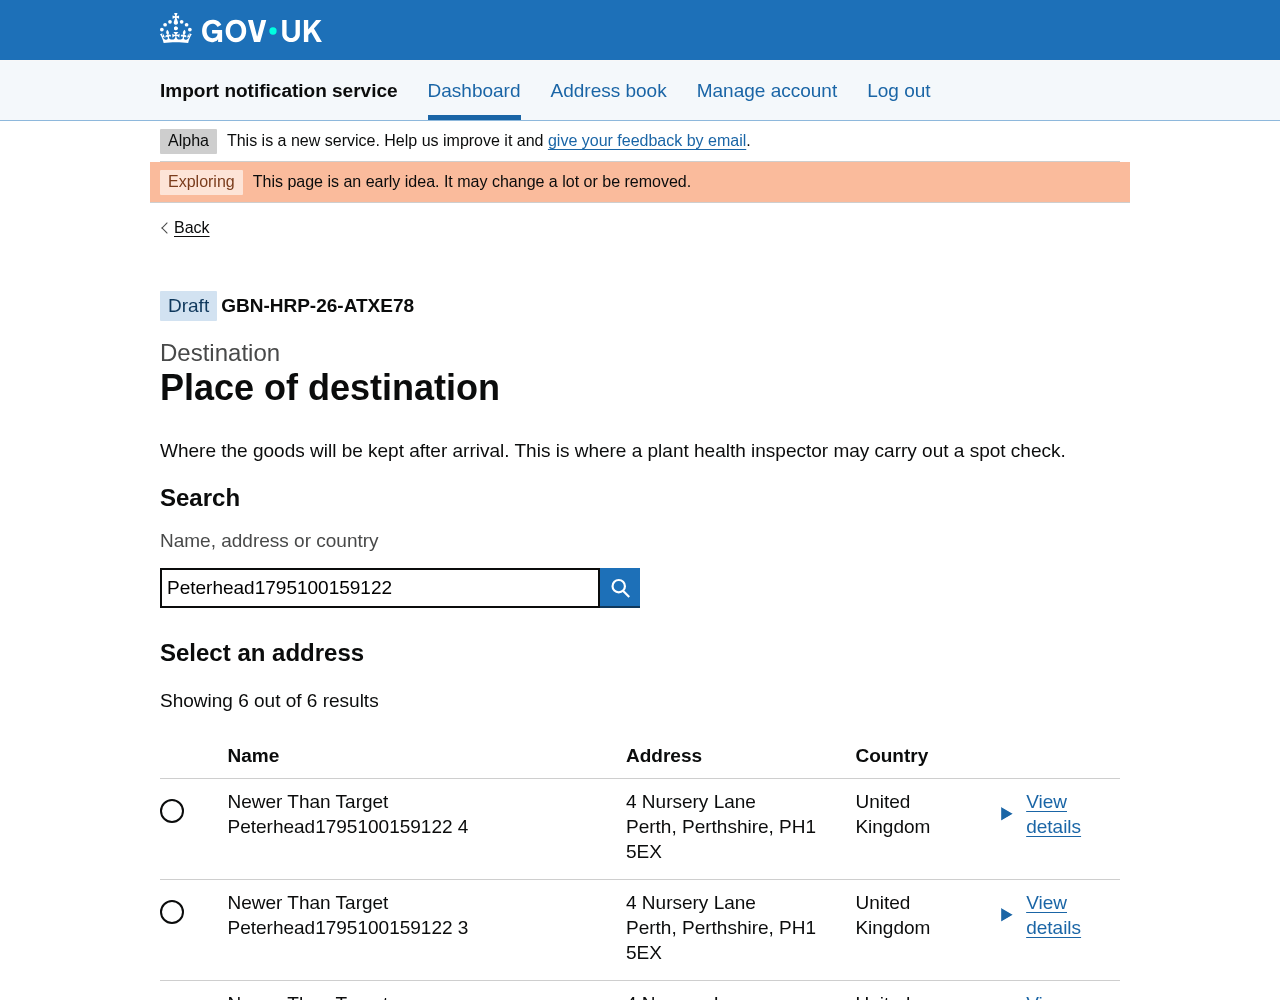 GOV.UK
Import notification service Dashboard Address book Manage account Log out
Alpha This is a new service. Help us improve it and give your feedback by email.
Exploring This page is an early idea. It may change a lot or be removed.
Back
Draft GBN-HRP-26-ATXE78
Destination
Place of destination
Where the goods will be kept after arrival. This is where a plant health inspector may carry out a spot check.
Search
Name, address or country
Peterhead1795100159122
Select an address
Showing 6 out of 6 results
Name Address Country
Newer Than Target 4 Nursery Lane United View
Peterhead1795100159122 4 Perth, Perthshire, PH1 Kingdom details
5EX
Newer Than Target 4 Nursery Lane United View
Peterhead1795100159122 3 Perth, Perthshire, PH1 Kingdom details
5EX